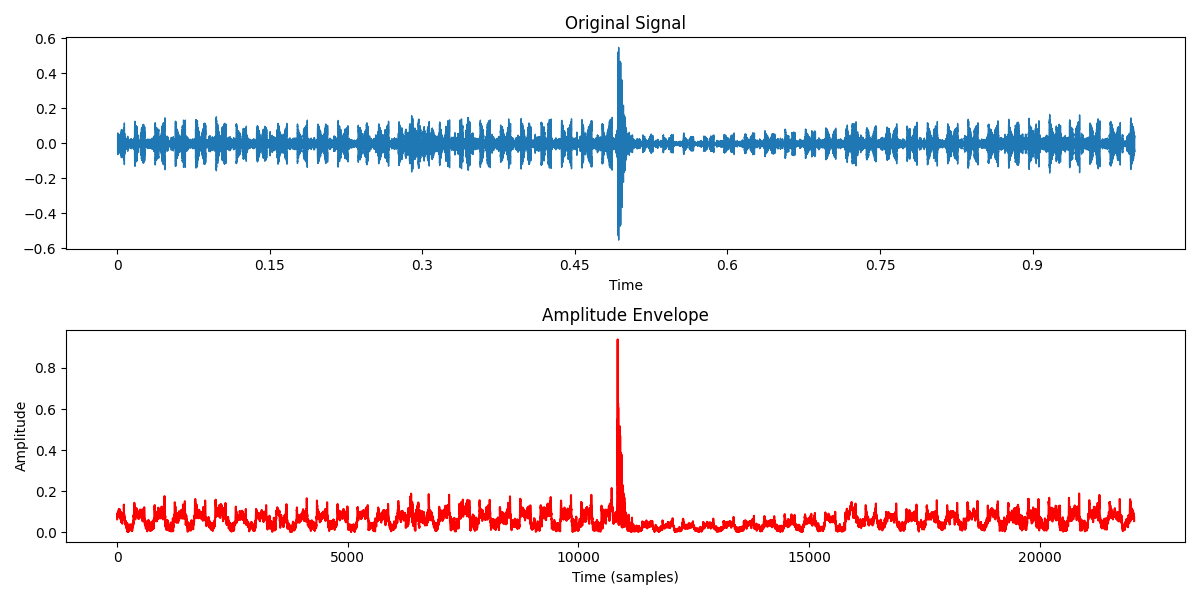 Original Signal
0.6
0.4
0.2
0.0
−0.2
−0.4
−0.6
0 0.15 0.3 0.45 0.6 0.75 0.9
Time
Amplitude Envelope
Amplitude
0.8
0.6
0.4
0.2
0.0
0 5000 10000 15000 20000
Time (samples)